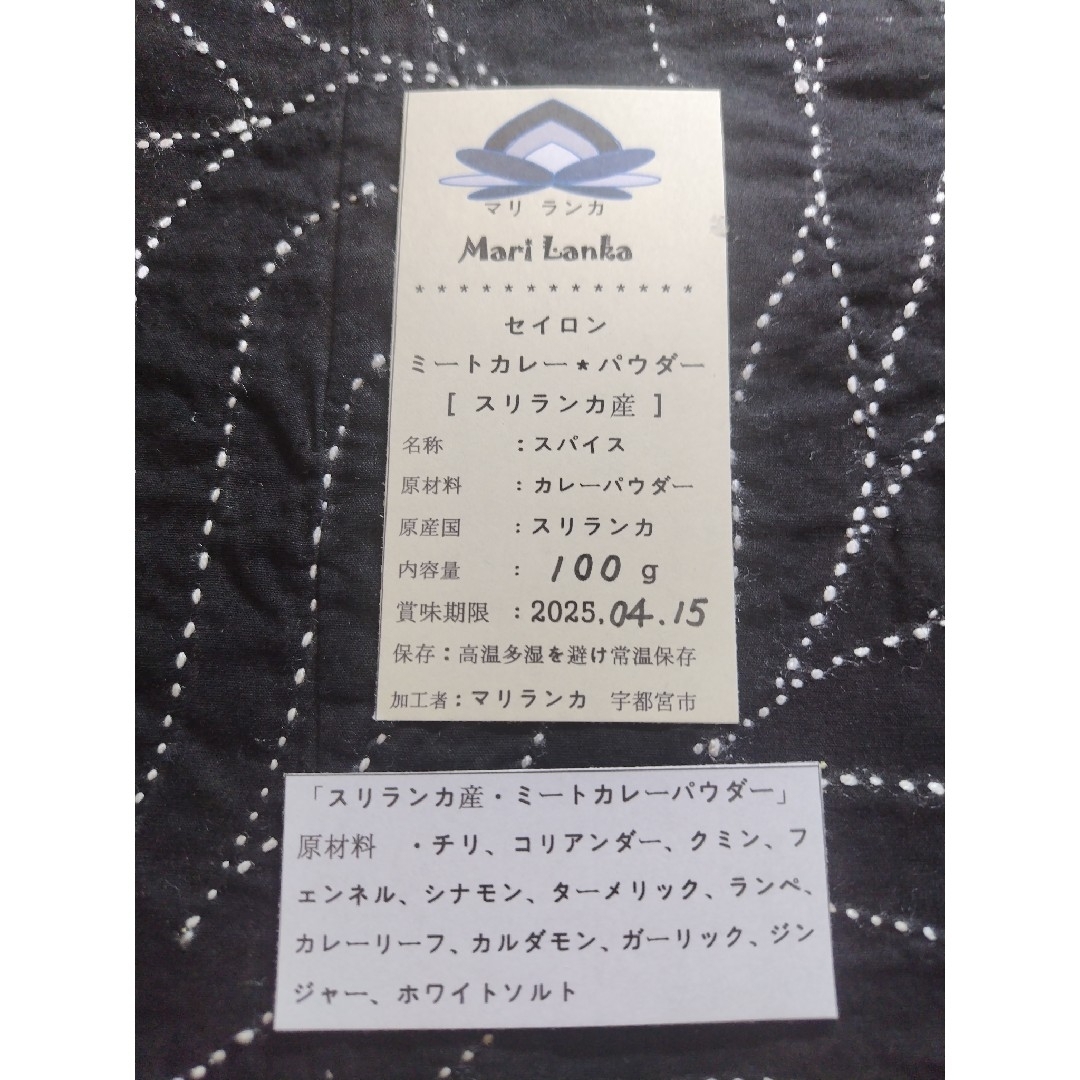 マリ ランカ
Mari Lanka
* * * * * * * * * * * * *
セイロン
ミートカレー★パウダー
[ スリランカ産 ]
名称 :スパイス
原材料 :カレーパウダー
原産国 :スリランカ
内容量 : 100 g
賞味期限 :2025.04.15
保存:高温多湿を避け常温保存
加工者:マリランカ 宇都宮市
「スリランカ産・ミートカレーパウダー」
原材料 ・チリ、コリアンダー、クミン、フ
ェンネル、シナモン、ターメリック、ランペ、
カレーリーフ、カルダモン、ガーリック、ジン
ジャー、ホワイトソルト